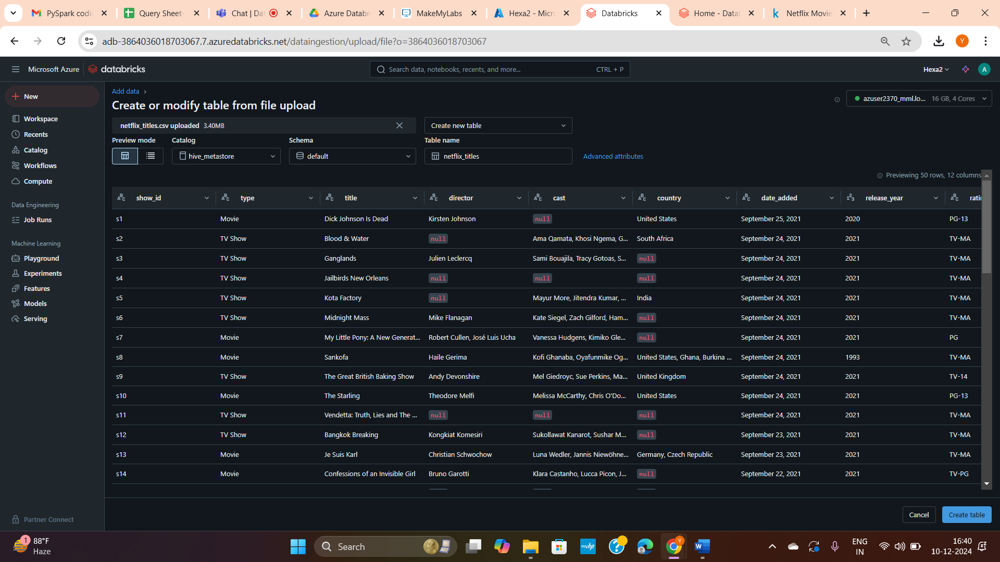 PySpark codin
Query Sheet-
Chat | Da
Azure Databr
MakeMyLabs
Hexa2 - Micro
Databricks
Home - Data
Netflix Movie
adb-3864036018703067.7.azuredatabricks.net/dataingestion/upload/file?o=3864036018703067
Y
Microsoft Azure databricks
Search data, notebooks, recents, and more... CTRL + P
Hexa2
A
New
Workspace
Recents
Catalog
Workflows
Compute
Data Engineering
Job Runs
Machine Learning
Playground
Experiments
Features
Models
Serving
Partner Connect
Add data ›
Create or modify table from file upload
azuser2370_mml.lo... 16 GB, 4 Cores
netflix_titles.csv uploaded 3.40MB
Create new table
Preview mode Catalog Schema Table name
hive_metastore default netflix_titles Advanced attributes
Previewing 50 rows, 12 columns
show_id type title director cast country date_added release_year ratin
s1 Movie Dick Johnson Is Dead Kirsten Johnson null United States September 25, 2021 2020 PG-13
s2 TV Show Blood & Water null Ama Qamata, Khosi Ngema, G... South Africa September 24, 2021 2021 TV-MA
s3 TV Show Ganglands Julien Leclercq Sami Bouajila, Tracy Gotoas, S... null September 24, 2021 2021 TV-MA
s4 TV Show Jailbirds New Orleans null null null September 24, 2021 2021 TV-MA
s5 TV Show Kota Factory null Mayur More, Jitendra Kumar, ... India September 24, 2021 2021 TV-MA
s6 TV Show Midnight Mass Mike Flanagan Kate Siegel, Zach Gilford, Ham... null September 24, 2021 2021 TV-MA
s7 Movie My Little Pony: A New Generat... Robert Cullen, José Luis Ucha Vanessa Hudgens, Kimiko Gle... null September 24, 2021 2021 PG
s8 Movie Sankofa Haile Gerima Kofi Ghanaba, Oyafunmike Og... United States, Ghana, Burkina ... September 24, 2021 1993 TV-MA
s9 TV Show The Great British Baking Show Andy Devonshire Mel Giedroyc, Sue Perkins, Ma... United Kingdom September 24, 2021 2021 TV-14
s10 Movie The Starling Theodore Melfi Melissa McCarthy, Chris O'Do... United States September 24, 2021 2021 PG-13
s11 TV Show Vendetta: Truth, Lies and The ... null null null September 24, 2021 2021 TV-MA
s12 TV Show Bangkok Breaking Kongkiat Komesiri Sukollawat Kanarot, Sushar M... null September 23, 2021 2021 TV-MA
s13 Movie Je Suis Karl Christian Schwochow Luna Wedler, Jannis Niewöhne... Germany, Czech Republic September 23, 2021 2021 TV-MA
s14 Movie Confessions of an Invisible Girl Bruno Garotti Klara Castanho, Lucca Picon, J... null September 22, 2021 2021 TV-PG
Cancel Create table
1
88°F
Haze
Search
myhp
ENG
IN
16:40
10-12-2024